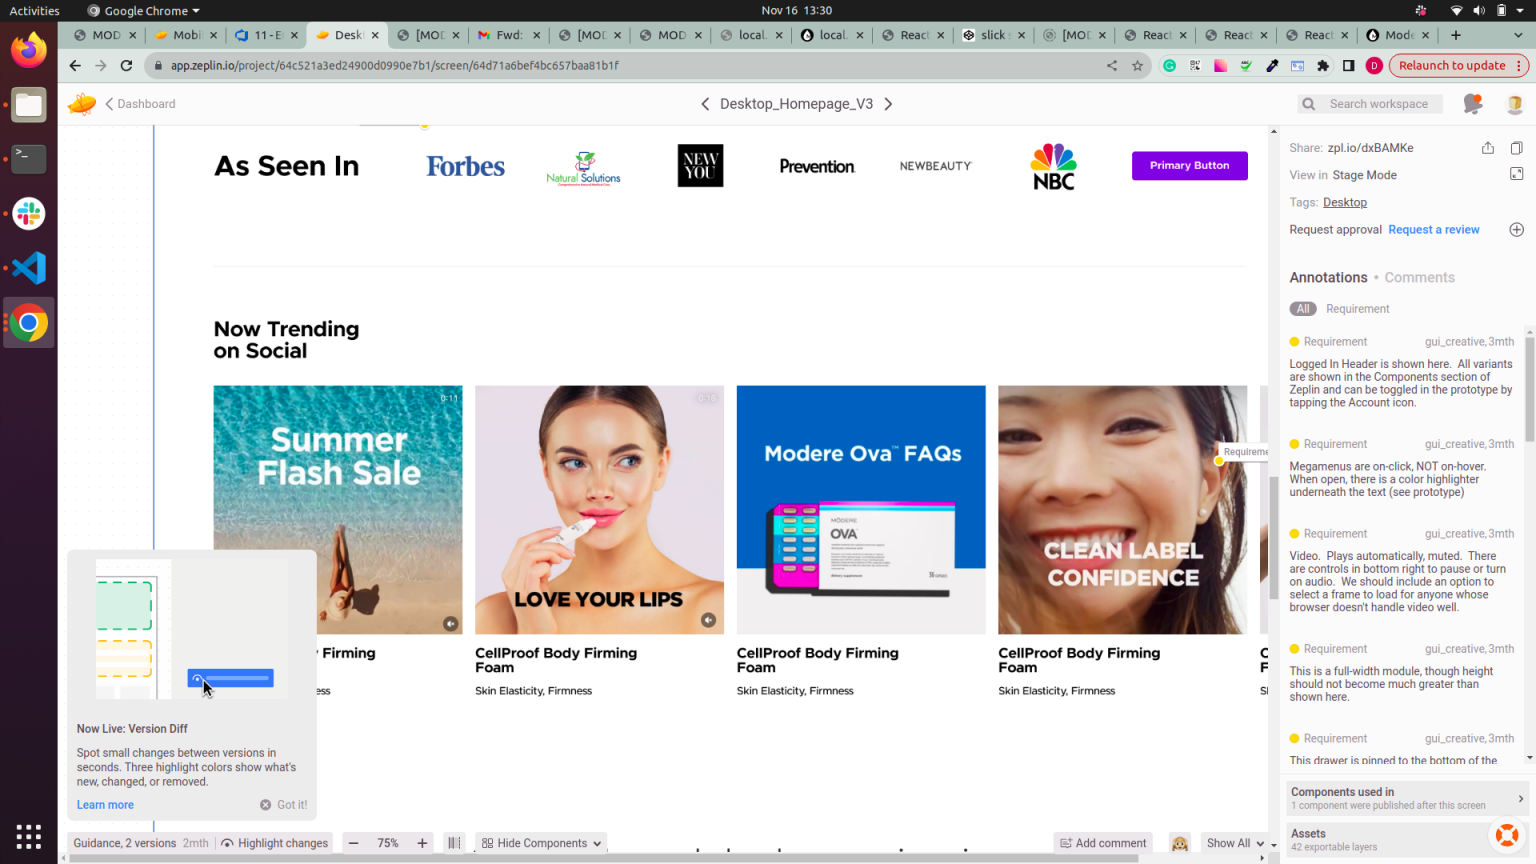 Activities
Google Chrome
Nov 16 13:30
MOD
Mobil
11 - E
Desk
[MOD
Fwd:
[MOD
MOD
local.
local.
React
slick s
[MOD
React
React
React
Mode
app.zeplin.io/project/64c521a3ed24900d0990e7b1/screen/64d71a6bef4bc657baa81b1f
D
Relaunch to update
Dashboard
Desktop_Homepage_V3
Search workspace
As Seen In
Forbes
Natural Solutions
NEW
YOU
Prevention
NEWBEAUTY
NBC
Primary Button
Now Trending
on Social
0:11
Summer
Flash Sale
LOVE YOUR LIPS
Modere Ova™ FAQs
MODERE
OVA
CLEAN LABEL
CONFIDENCE
Requireme
y Firming
ess
CellProof Body Firming
Foam
Skin Elasticity, Firmness
CellProof Body Firming
Foam
Skin Elasticity, Firmness
CellProof Body Firming
Foam
Skin Elasticity, Firmness
Now Live: Version Diff
Spot small changes between versions in
seconds. Three highlight colors show what's
new, changed, or removed.
Learn more
Got it!
Guidance, 2 versions 2mth
Highlight changes
75%
Hide Components
Add comment
Show All
Share: zpl.io/dxBAMKe
View in Stage Mode
Tags: Desktop
Request approval Request a review
Annotations • Comments
All Requirement
Requirement gui_creative, 3mth
Logged In Header is shown here. All variants
are shown in the Components section of
Zeplin and can be toggled in the prototype by
tapping the Account icon.
Requirement gui_creative, 3mth
Megamenus are on-click, NOT on-hover.
When open, there is a color highlighter
underneath the text (see prototype)
Requirement gui_creative, 3mth
Video. Plays automatically, muted. There
are controls in bottom right to pause or turn
on audio. We should include an option to
select a frame to load for anyone whose
browser doesn't handle video well.
Requirement gui_creative, 3mth
This is a full-width module, though height
should not become much greater than
shown here.
Requirement gui_creative, 3mth
This drawer is pinned to the bottom of the
Components used in
1 component were published after this screen
Assets
42 exportable layers